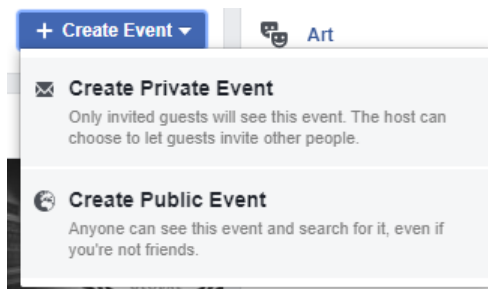 + Create Event
Art
Create Private Event
Only invited guests will see this event. The host can
choose to let guests invite other people.
Create Public Event
Anyone can see this event and search for it, even if
you're not friends.